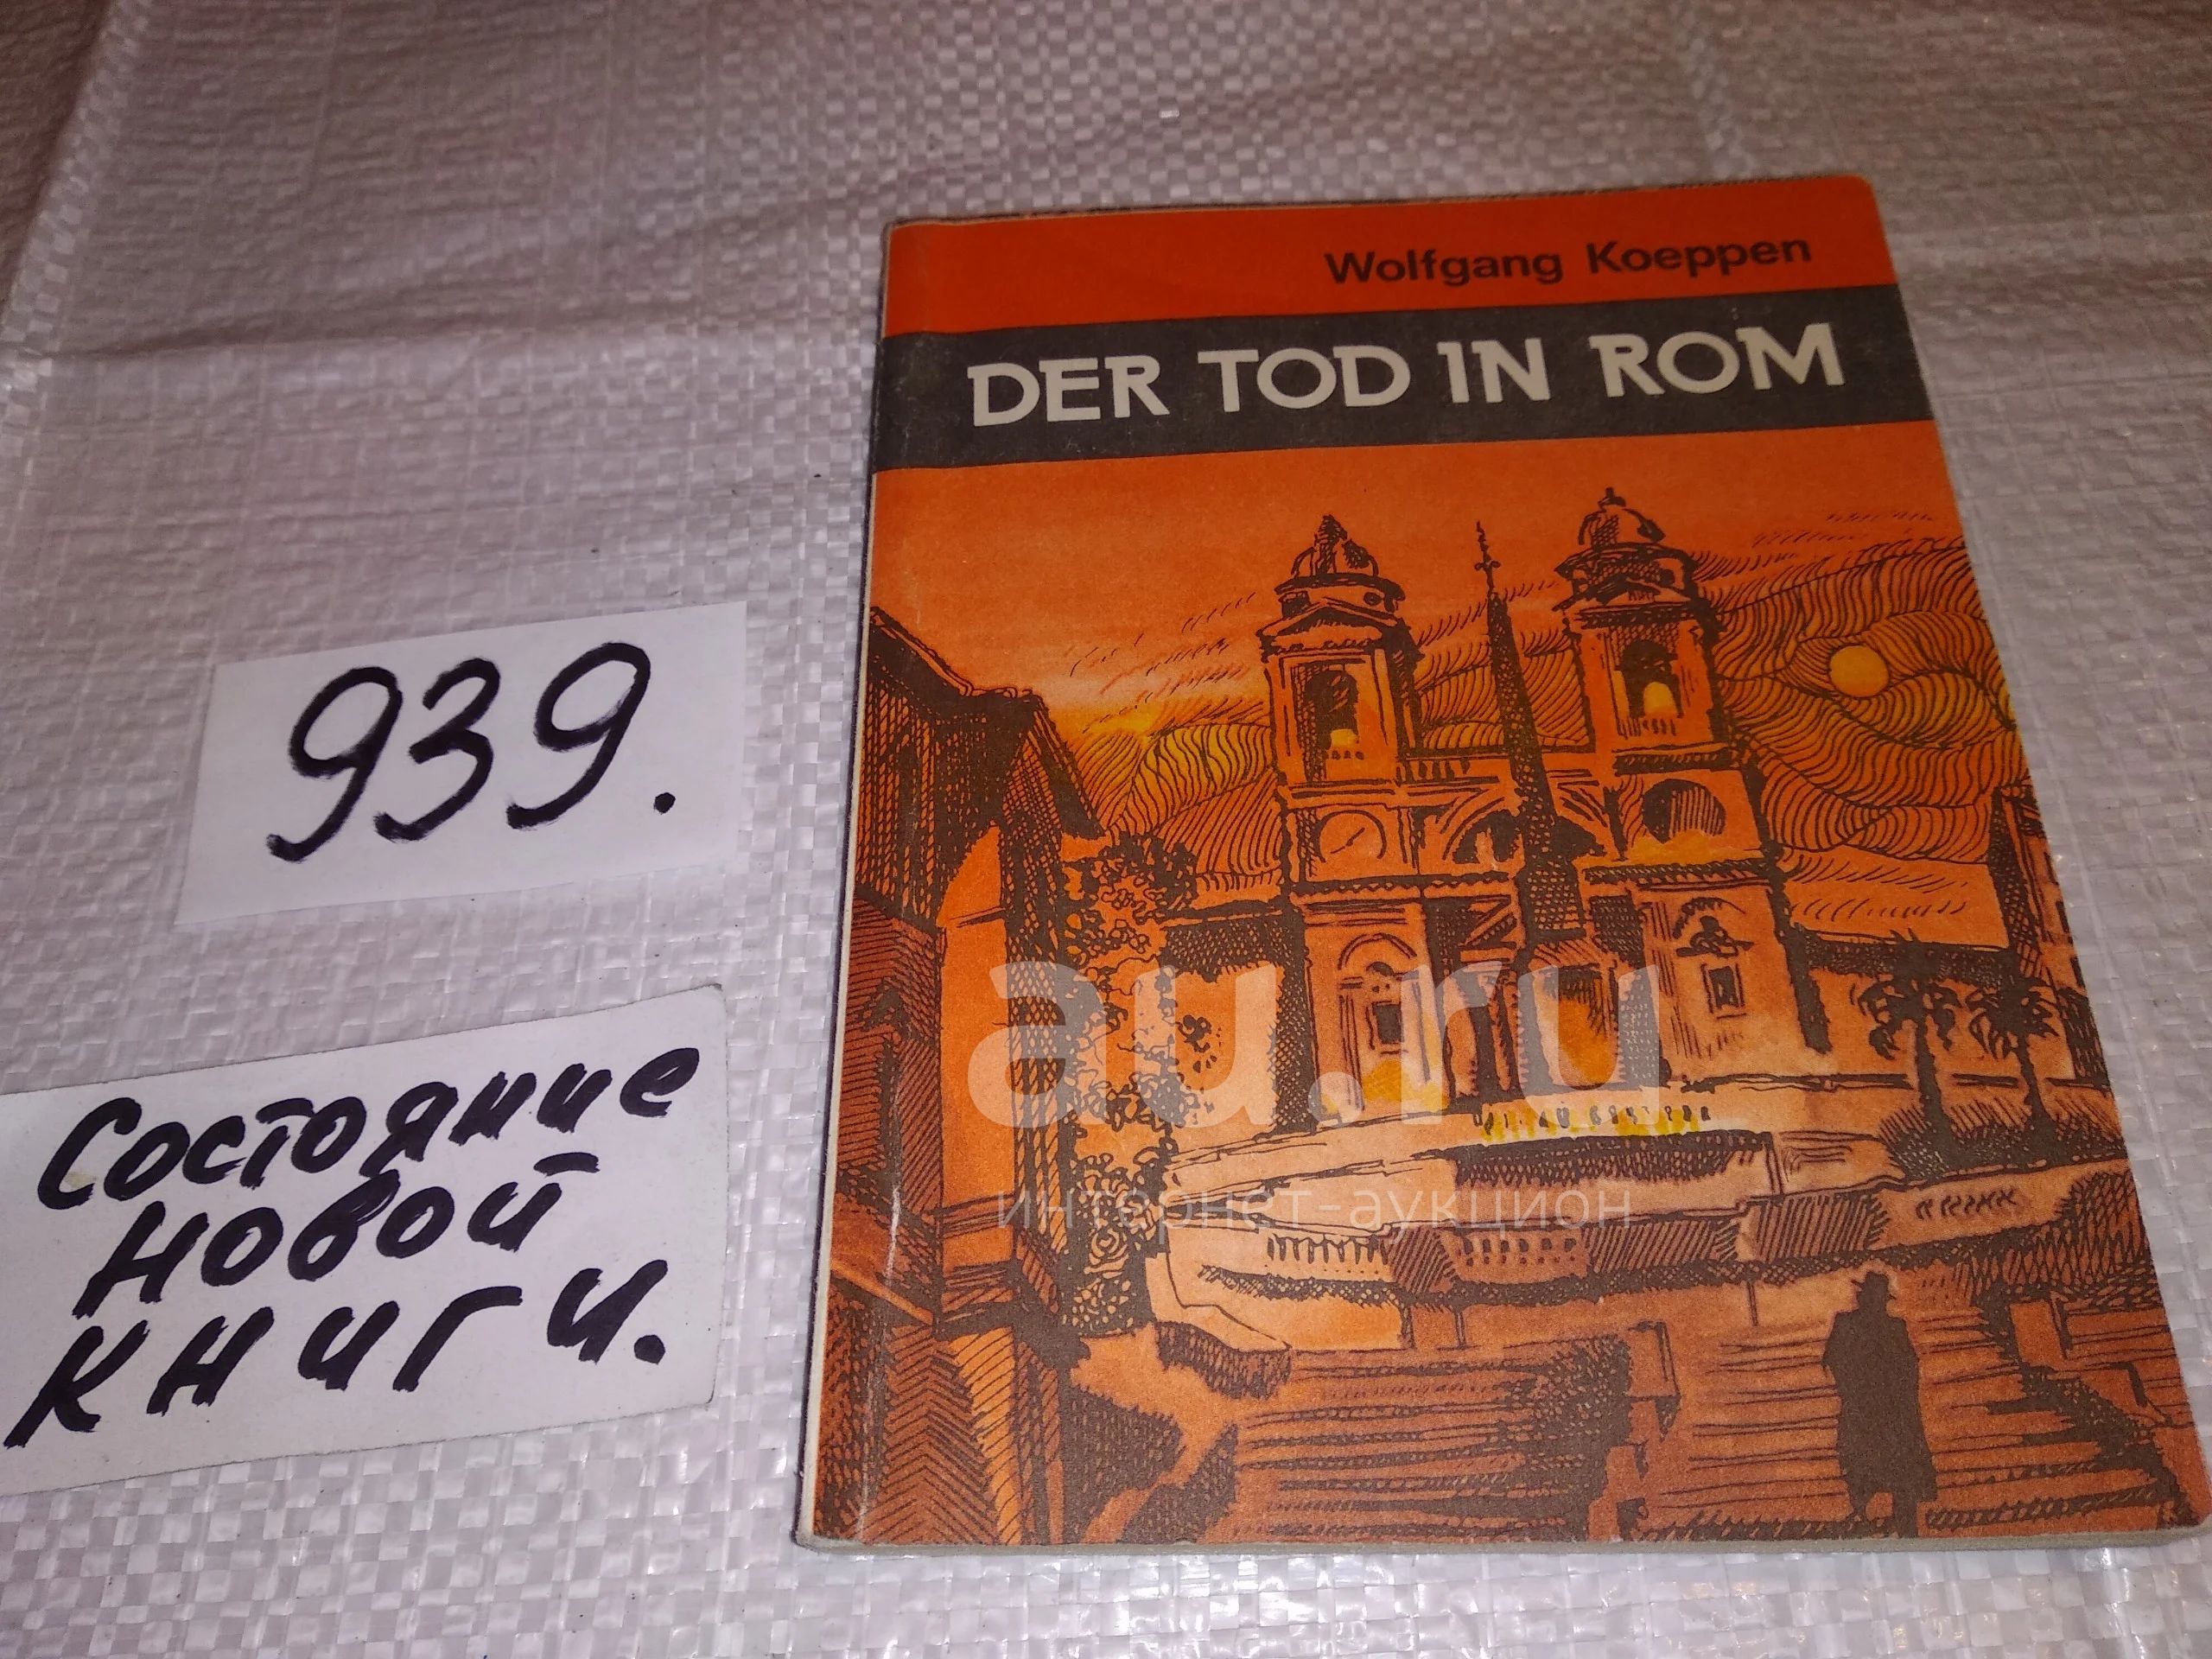 Wolfgang Koeppen
DER TOD IN ROM
939.
Состояние
новой
книги.
au.ru
интернет-аукцион